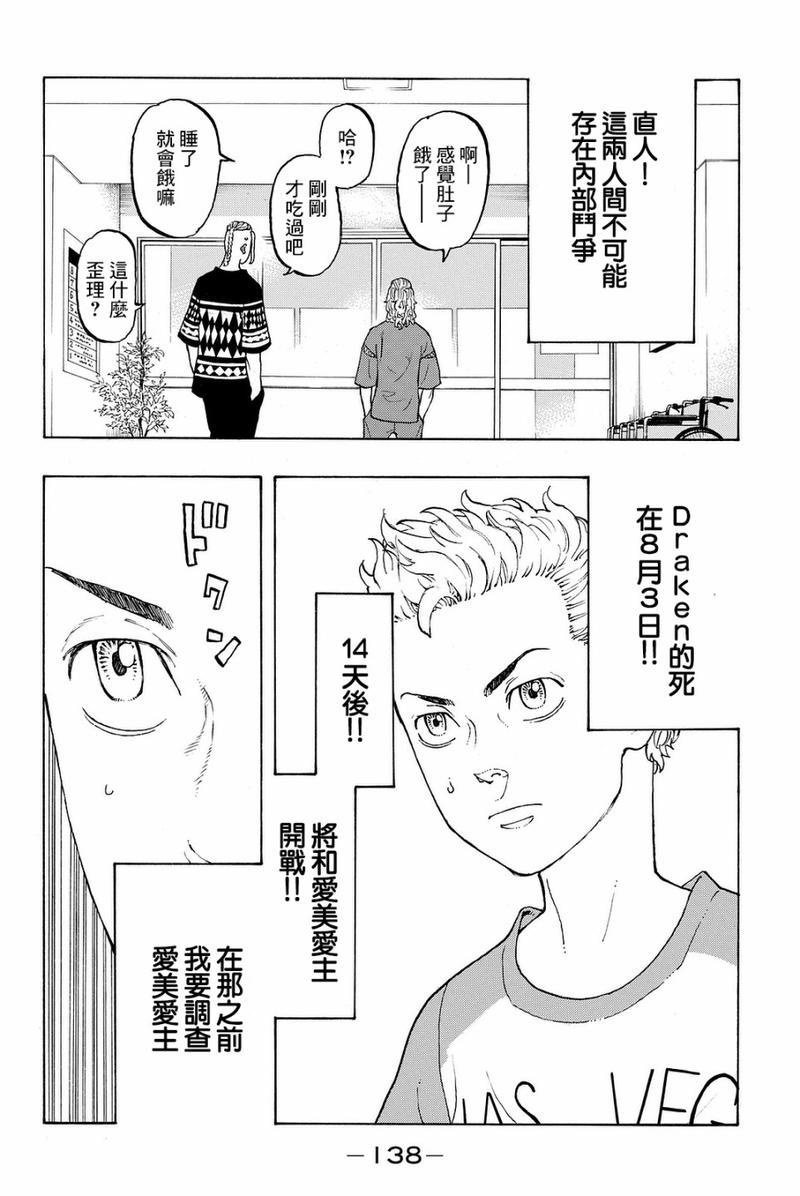 直人！
這兩人間不可能
存在內部鬥爭
啊—
感覺肚子
餓了——
哈!?
剛剛
才吃過吧
睡了
就會餓嘛
這什麼
歪理？
Draken的死
在8月3日!!
14天後!!
將和愛美愛主
開戰!!
ドクン
在那之前
我要調查
愛美愛主
LAS VEG
—138—